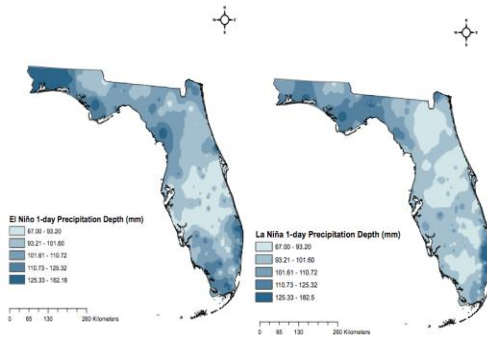 El Niño 1-day Precipitation Depth (mm)
67.00 - 93.20
93.21 - 101.60
101.61 - 110.72
110.73 - 125.32
125.33 - 182.16
0 65 130 260 Kilometers
La Niña 1-day Precipitation Depth (mm)
67.00 - 93.20
93.21 - 101.60
101.61 - 110.72
110.73 - 125.32
125.33 - 182.5
0 65 130 260 Kilometers